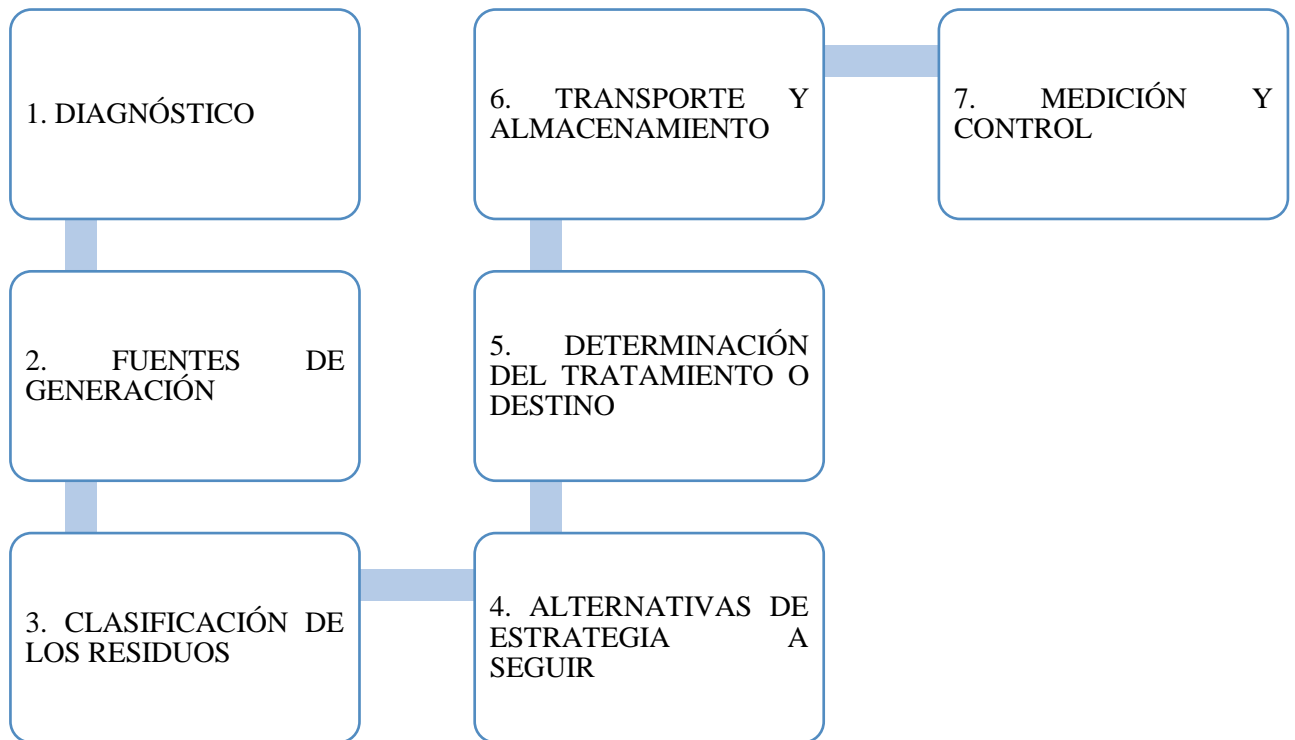 1. DIAGNÓSTICO
2. FUENTES DE
GENERACIÓN
3. CLASIFICACIÓN DE
LOS RESIDUOS
4. ALTERNATIVAS DE
ESTRATEGIA A
SEGUIR
5. DETERMINACIÓN
DEL TRATAMIENTO O
DESTINO
6. TRANSPORTE Y
ALMACENAMIENTO
7. MEDICIÓN Y
CONTROL